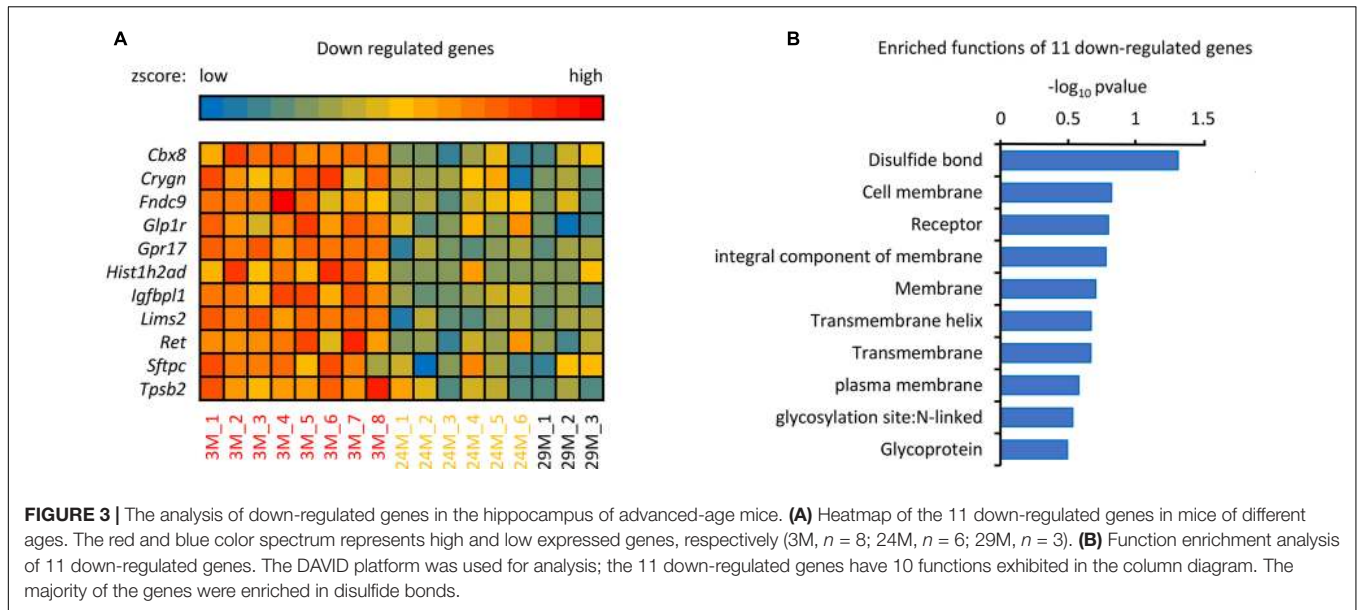 A
Down regulated genes
zscore: low high
Cbx8
Crygn
Fndc9
Glp1r
Gpr17
Hist1h2ad
Igfbpl1
Lims2
Ret
Sftpc
Tpsb2
3M_1 3M_2 3M_3 3M_4 3M_5 3M_6 3M_7 3M_8 24M_1 24M_2 24M_3 24M_4 24M_5 24M_6 29M_1 29M_2 29M_3
B
Enriched functions of 11 down-regulated genes
-log10 pvalue
0 0.5 1 1.5
Disulfide bond
Cell membrane
Receptor
integral component of membrane
Membrane
Transmembrane helix
Transmembrane
plasma membrane
glycosylation site:N-linked
Glycoprotein
FIGURE 3 | The analysis of down-regulated genes in the hippocampus of advanced-age mice. (A) Heatmap of the 11 down-regulated genes in mice of different
ages. The red and blue color spectrum represents high and low expressed genes, respectively (3M, n = 8; 24M, n = 6; 29M, n = 3). (B) Function enrichment analysis
of 11 down-regulated genes. The DAVID platform was used for analysis; the 11 down-regulated genes have 10 functions exhibited in the column diagram. The
majority of the genes were enriched in disulfide bonds.